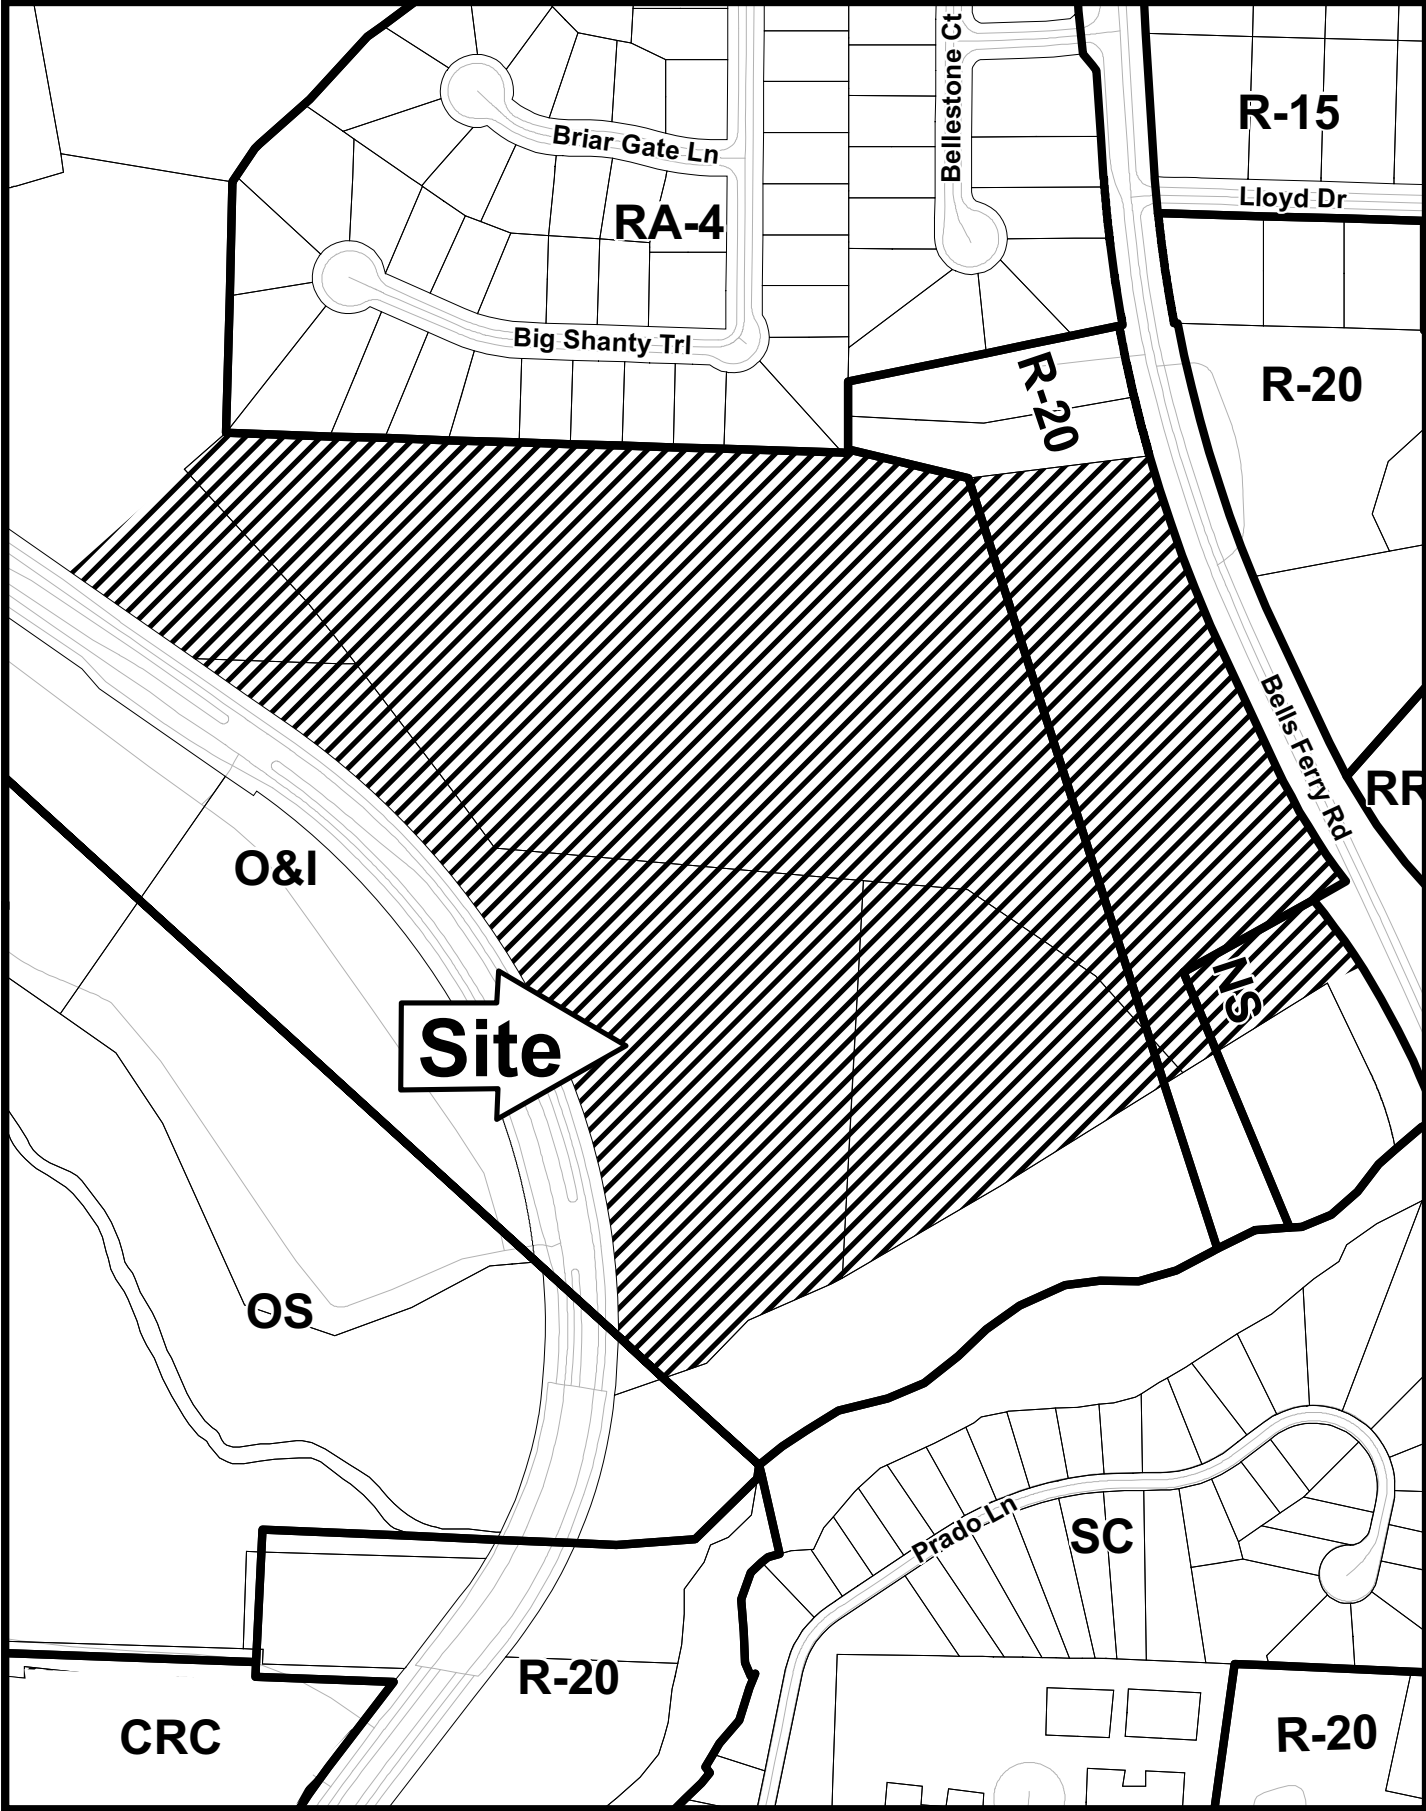 Bellestone Ct
R-15
Briar Gate Ln
Lloyd Dr
RA-4
Big Shanty Trl
R-20
R-20
Bells Ferry Rd
RR
O&I
NS
Site
OS
Prado Ln
SC
R-20
CRC
R-20